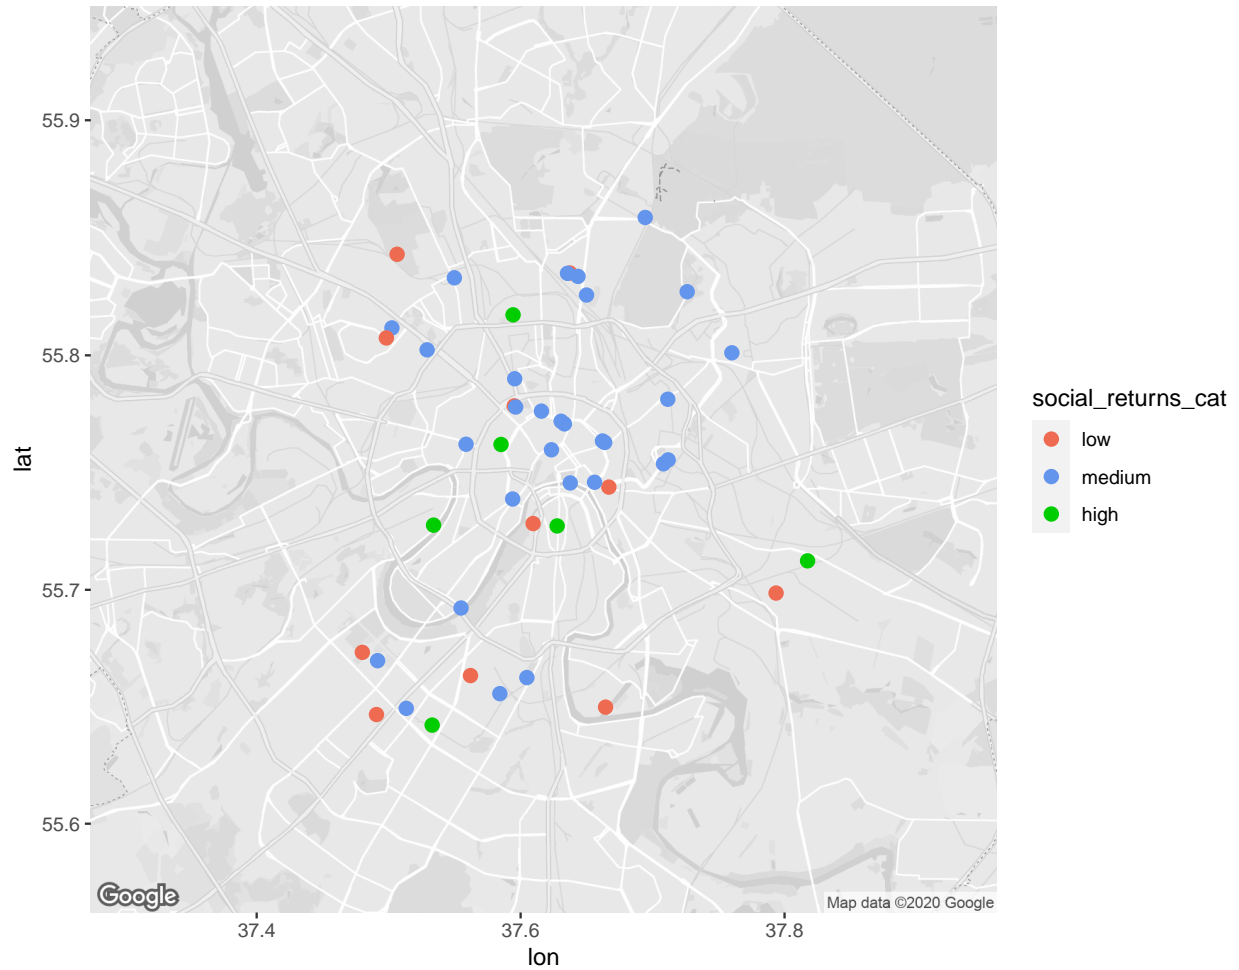 55.9
55.8
55.7
55.6
lat
37.4
37.6
37.8
lon
Google
Map data ©2020 Google
social_returns_cat
low
medium
high